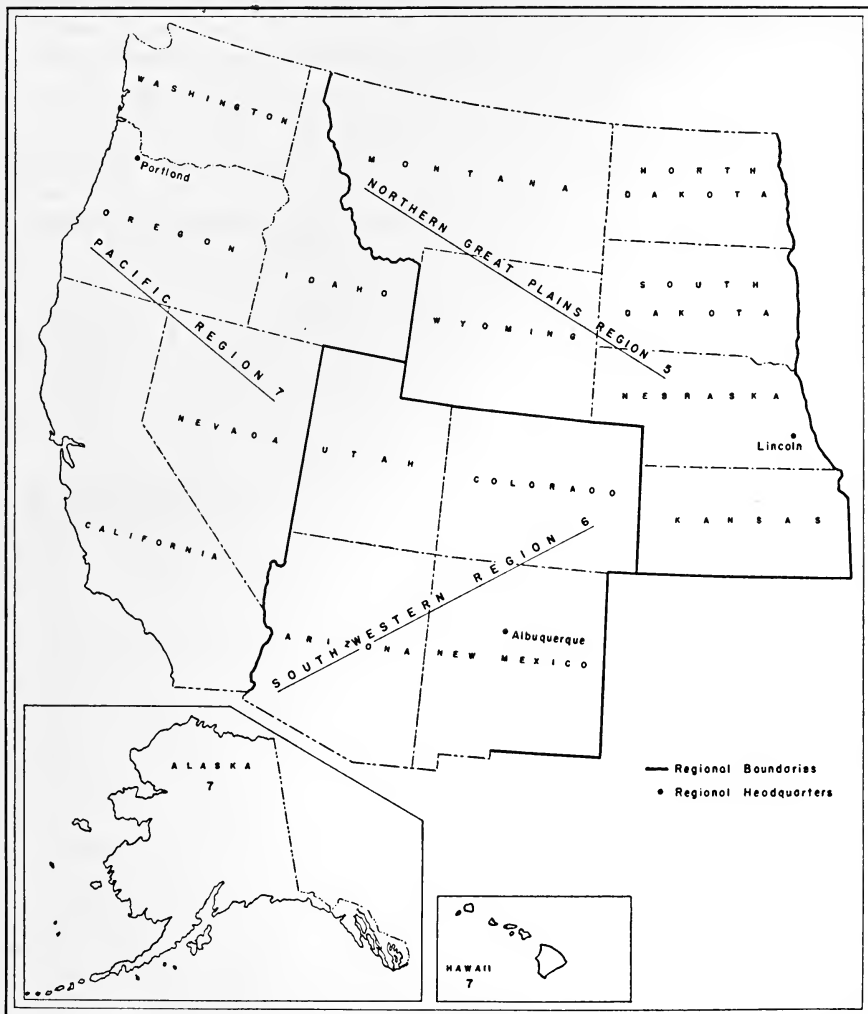 WASHINGTON
Portland
OREGON
PACIFIC REGION 7
IDAHO
MONTANA
NORTHERN GREAT PLAINS REGION 5
NORTH
DAKOTA
SOUTH
DAKOTA
WYOMING
NEBRASKA
Lincoln
NEVADA
UTAH
COLORADO
KANSAS
CALIFORNIA
SOUTHWESTERN REGION 6
ARIZONA
NEW MEXICO
Albuquerque
Regional Boundaries
Regional Headquarters
ALASKA
7
HAWAII
7